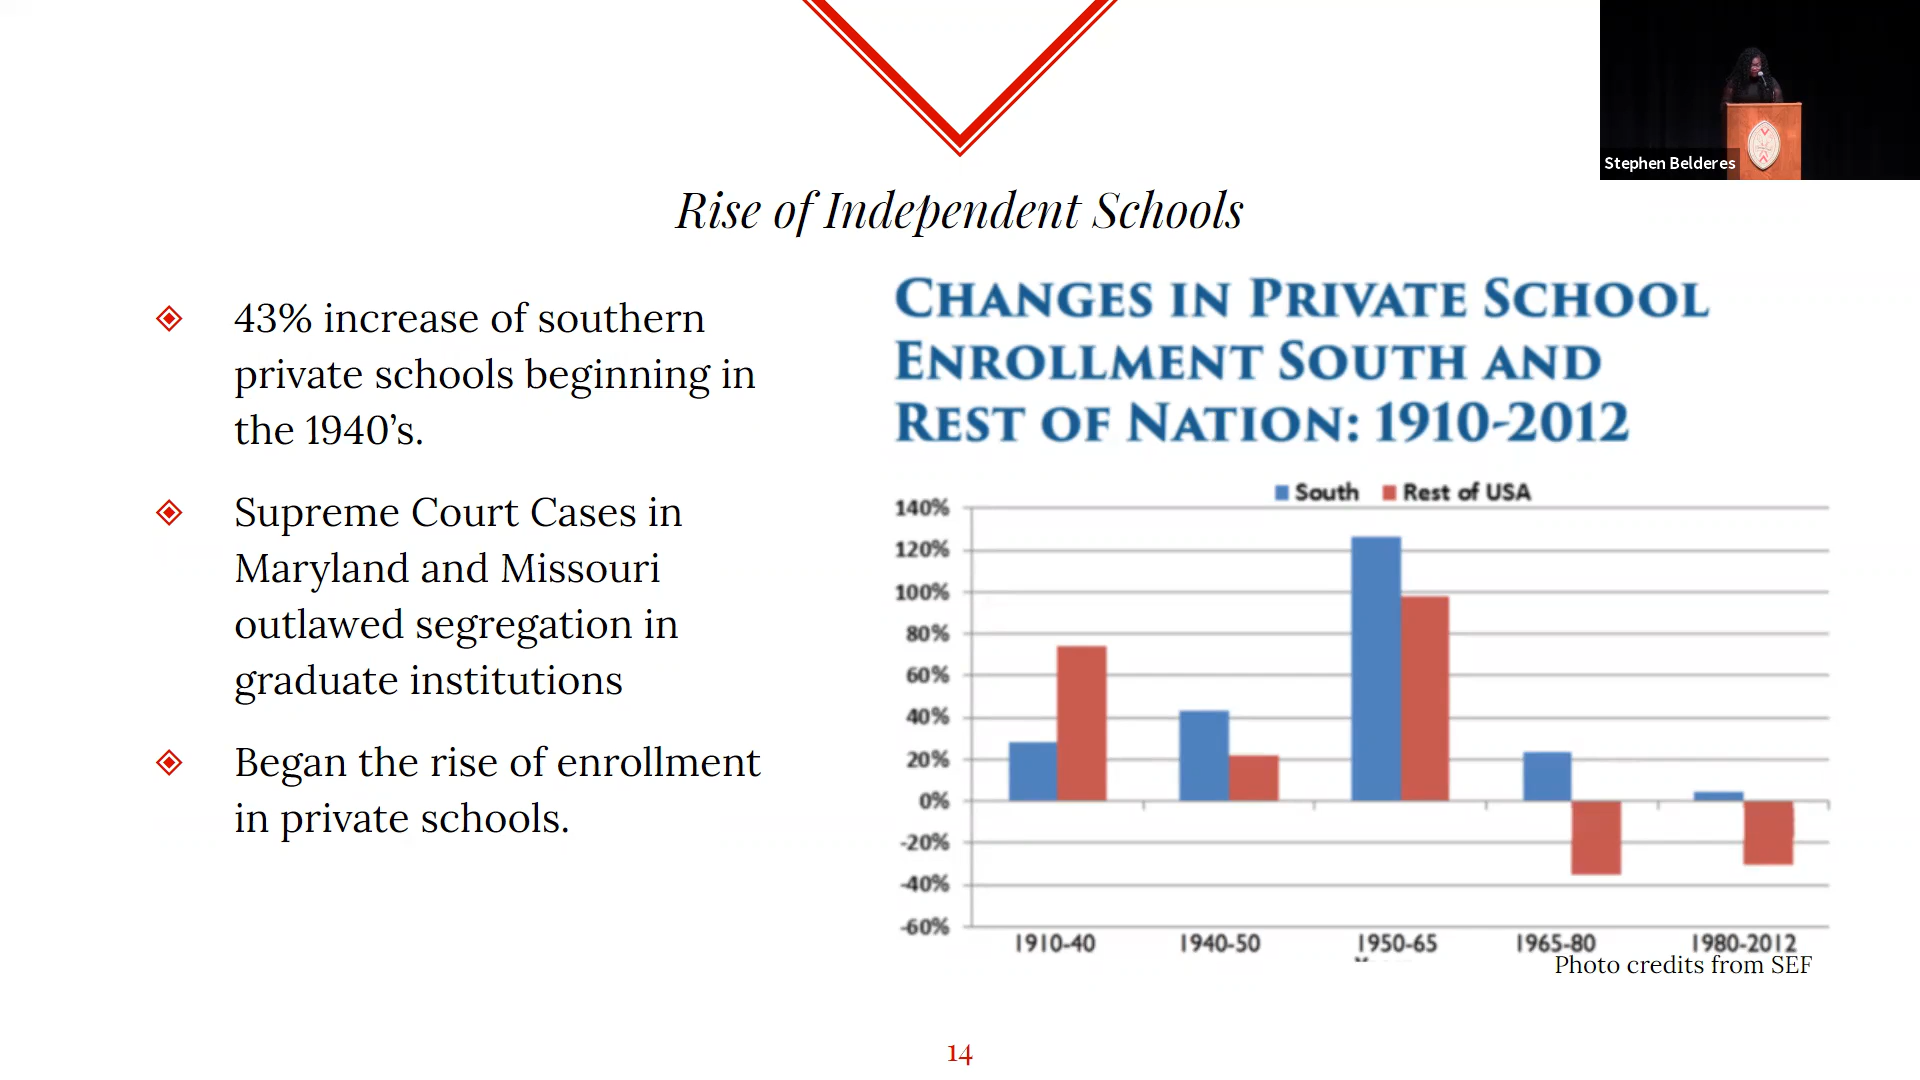 Stephen Belderes
Rise of Independent Schools
43% increase of southern
private schools beginning in
the 1940’s.
Supreme Court Cases in
Maryland and Missouri
outlawed segregation in
graduate institutions
Began the rise of enrollment
in private schools.
CHANGES IN PRIVATE SCHOOL
ENROLLMENT SOUTH AND
REST OF NATION: 1910-2012
South Rest of USA
140%
120%
100%
80%
60%
40%
20%
0%
-20%
-40%
-60%
1910-40 1940-50 1950-65 1965-80 1980-2012
Photo credits from SEF
14